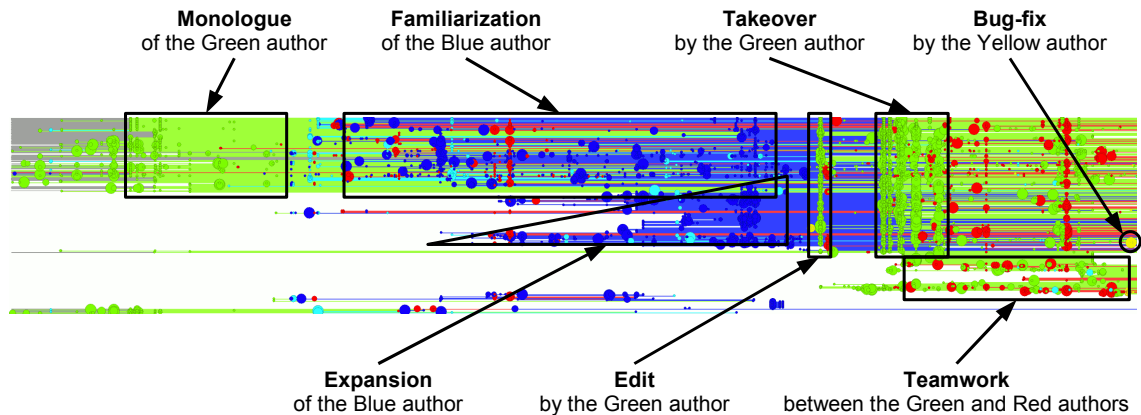 Monologue
of the Green author
Familiarization
of the Blue author
Takeover
by the Green author
Bug-fix
by the Yellow author
Expansion
of the Blue author
Edit
by the Green author
Teamwork
between the Green and Red authors